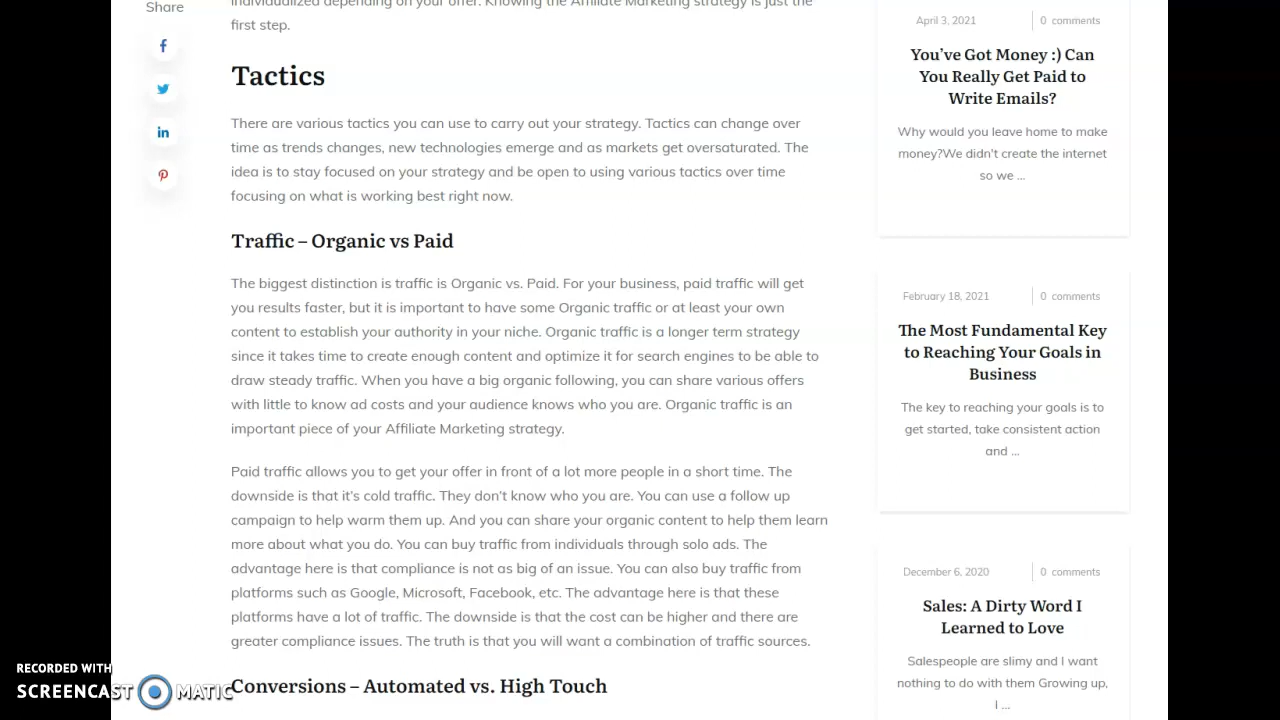 Share
individualized depending on your offer. Knowing the Affiliate Marketing strategy is just the
first step.
Tactics
There are various tactics you can use to carry out your strategy. Tactics can change over
time as trends changes, new technologies emerge and as markets get oversaturated. The
idea is to stay focused on your strategy and be open to using various tactics over time
focusing on what is working best right now.
Traffic – Organic vs Paid
The biggest distinction is traffic is Organic vs. Paid. For your business, paid traffic will get
you results faster, but it is important to have some Organic traffic or at least your own
content to establish your authority in your niche. Organic traffic is a longer term strategy
since it takes time to create enough content and optimize it for search engines to be able to
draw steady traffic. When you have a big organic following, you can share various offers
with little to know ad costs and your audience knows who you are. Organic traffic is an
important piece of your Affiliate Marketing strategy.
Paid traffic allows you to get your offer in front of a lot more people in a short time. The
downside is that it's cold traffic. They don't know who you are. You can use a follow up
campaign to help warm them up. And you can share your organic content to help them learn
more about what you do. You can buy traffic from individuals through solo ads. The
advantage here is that compliance is not as big of an issue. You can also buy traffic from
platforms such as Google, Microsoft, Facebook, etc. The advantage here is that these
platforms have a lot of traffic. The downside is that the cost can be higher and there are
greater compliance issues. The truth is that you will want a combination of traffic sources.
Conversions – Automated vs. High Touch
April 3, 2021
0 comments
You've Got Money :) Can
You Really Get Paid to
Write Emails?
Why would you leave home to make
money?We didn't create the internet
so we ...
February 18, 2021
0 comments
The Most Fundamental Key
to Reaching Your Goals in
Business
The key to reaching your goals is to
get started, take consistent action
and ...
December 6, 2020
0 comments
Sales: A Dirty Word I
Learned to Love
Salespeople are slimy and I want
nothing to do with them Growing up,
I ...
RECORDED WITH
SCREENCAST MATIC